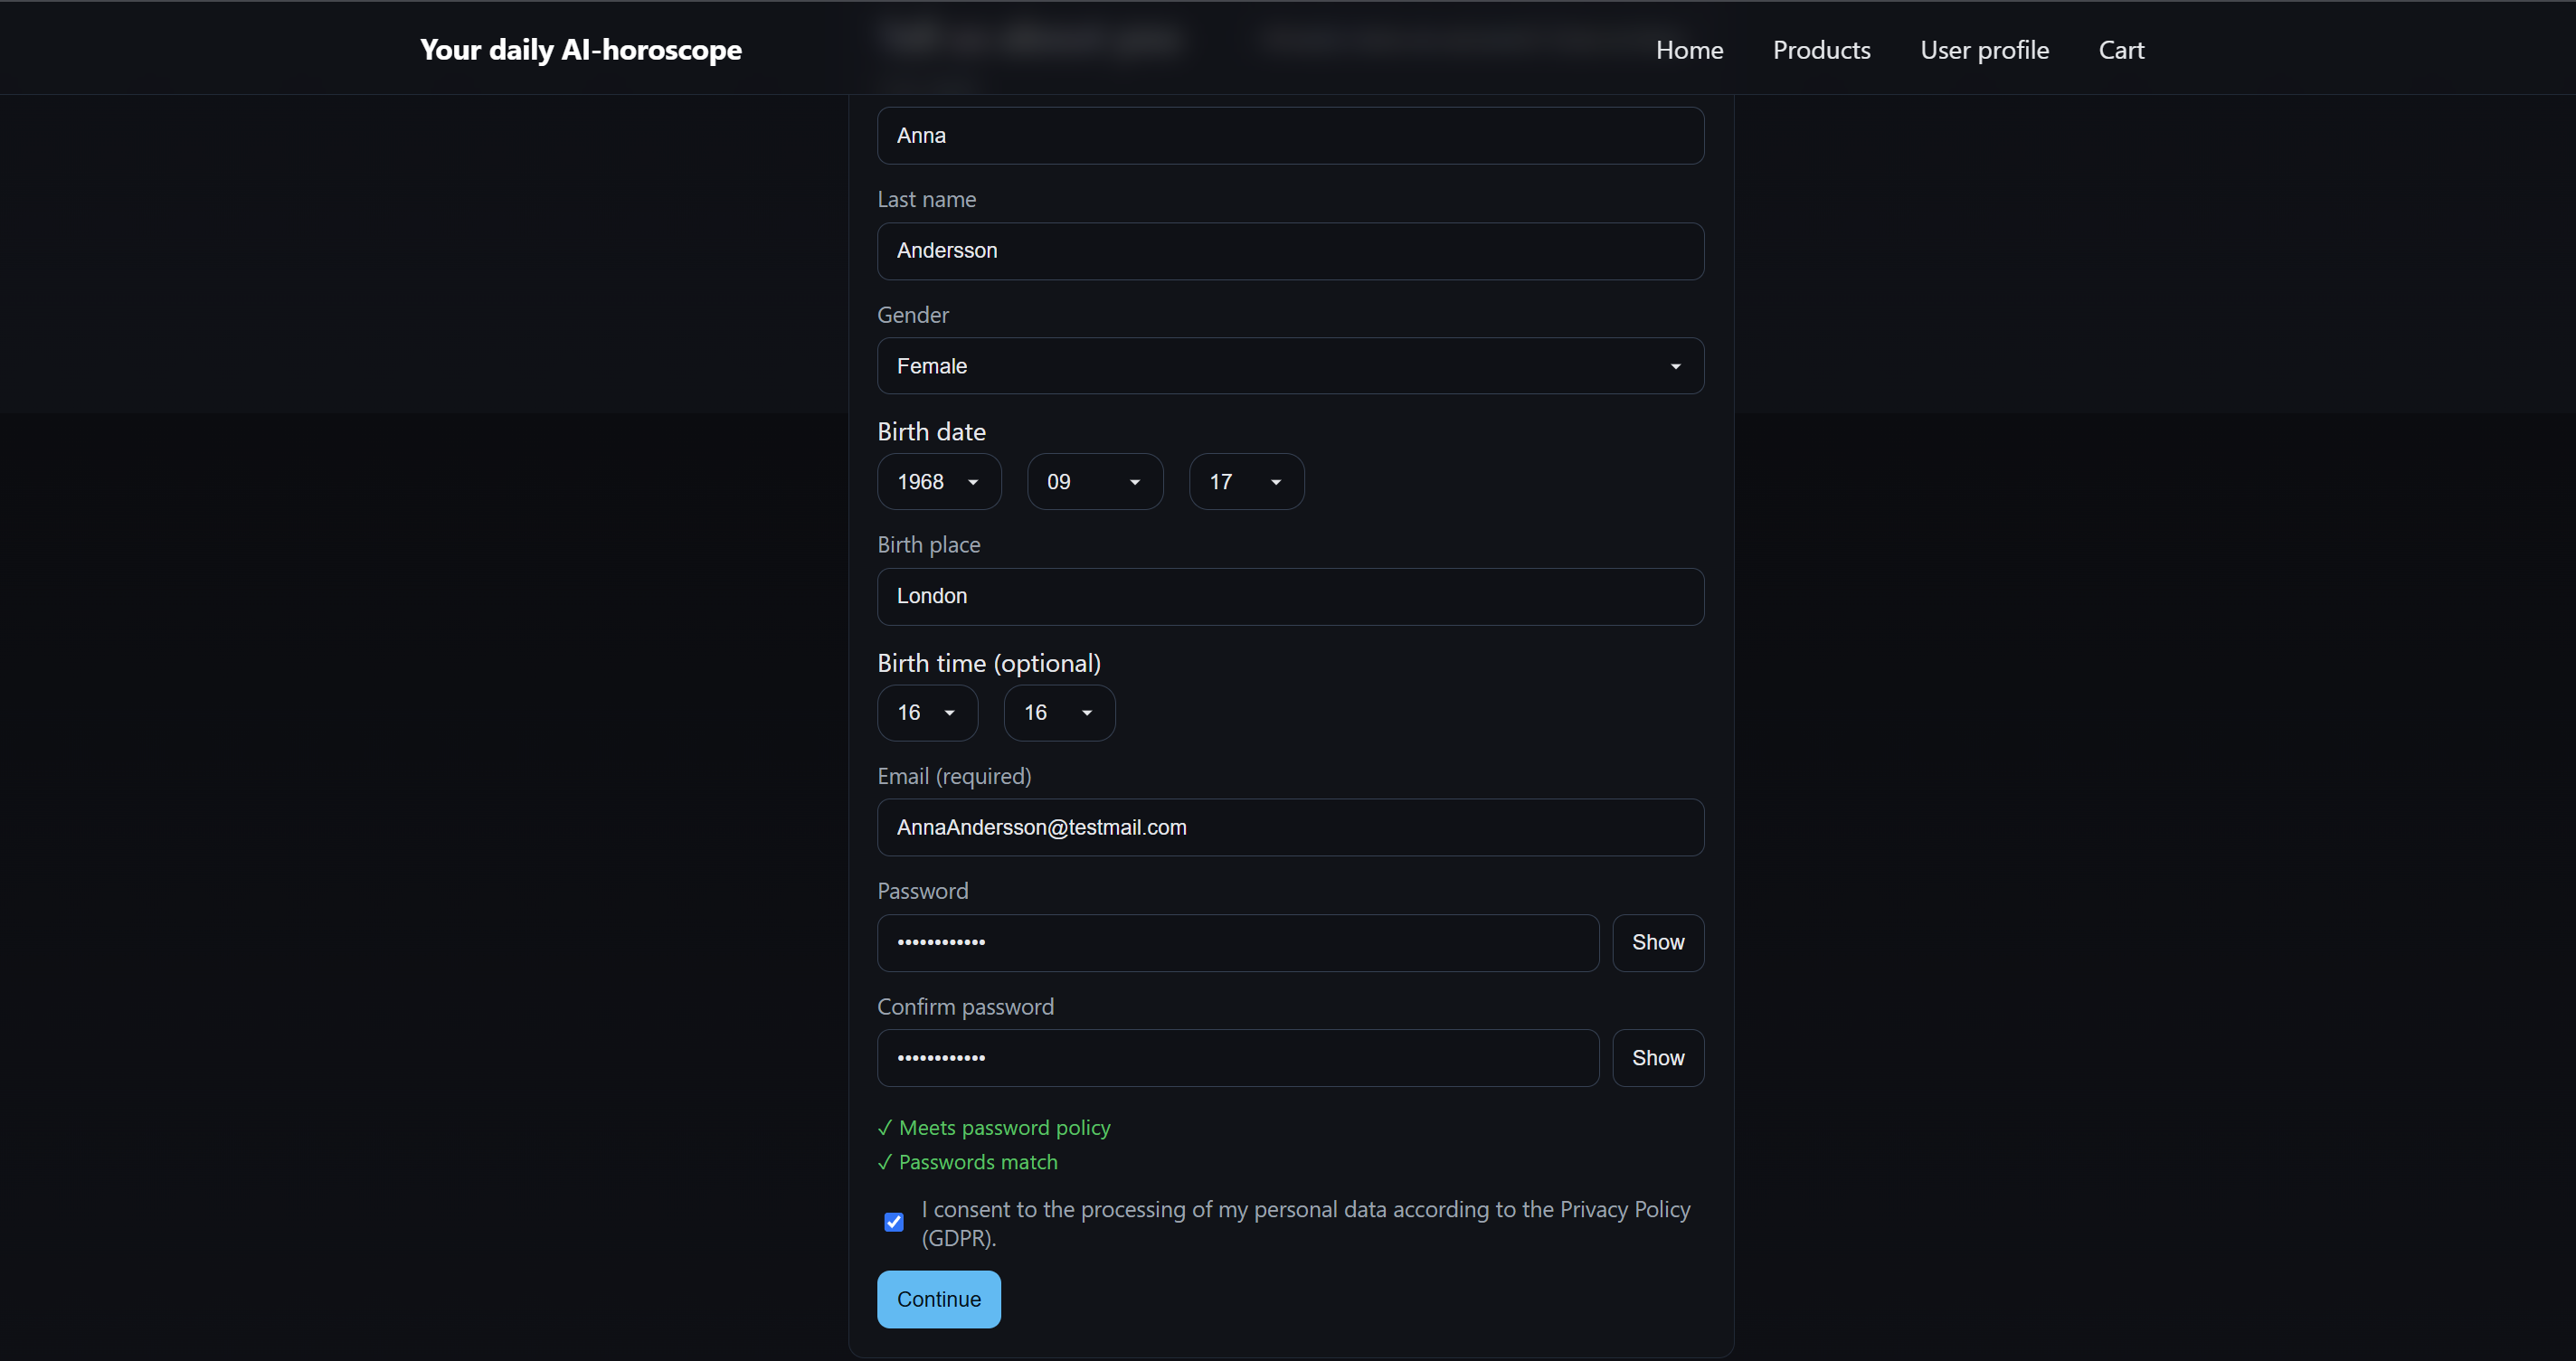 Your daily AI-horoscope
Home
Products
User profile
Cart
Anna
Last name
Andersson
Gender
Female
Birth date
1968
09
17
Birth place
London
Birth time (optional)
16
16
Email (required)
AnnaAndersson@testmail.com
Password
••••••••••••
Show
Confirm password
••••••••••••
Show
✓ Meets password policy
✓ Passwords match
I consent to the processing of my personal data according to the Privacy Policy
(GDPR).
Continue